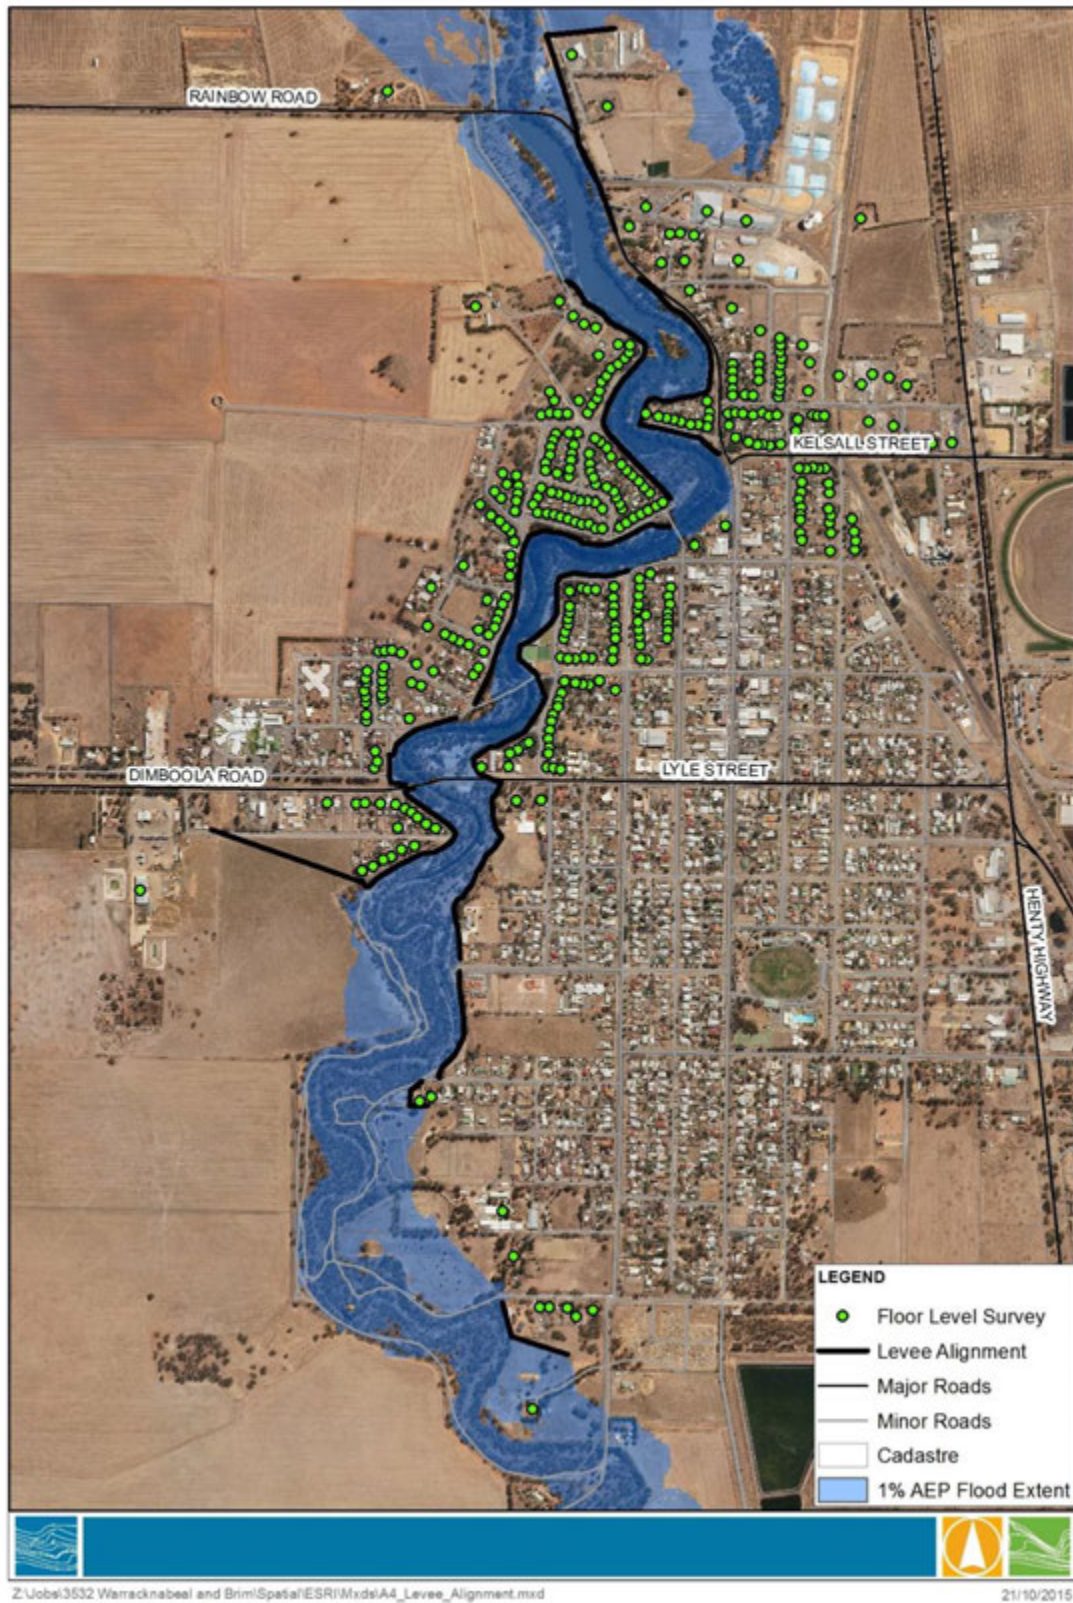 RAINBOW ROAD
KELSALL STREET
DIMBOOLA ROAD
LYLE STREET
HENTY HIGHWAY
LEGEND
Floor Level Survey
Levee Alignment
Major Roads
Minor Roads
Cadastre
1% AEP Flood Extent
Z:\Jobs\3532 Warracknabeal and Brim\Spatial\ESRI\Mxds\A4_Levee_Alignment.mxd
21/10/2015